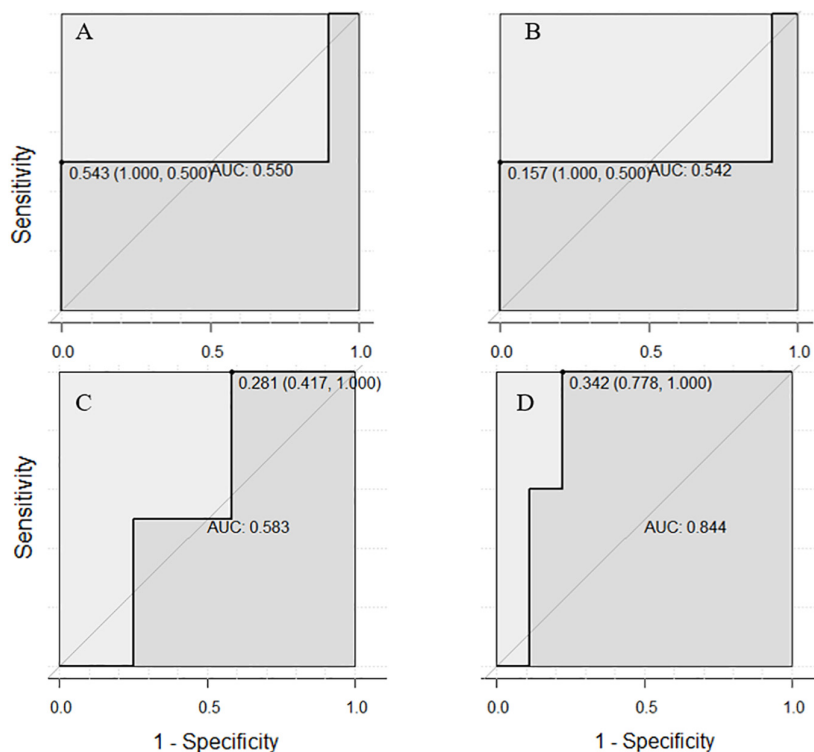 A
B
Sensitivity
0.543 (1.000, 0.500)
AUC: 0.550
0.157 (1.000, 0.500)
AUC: 0.542
0.0 0.5 1.0
0.0 0.5 1.0
C
D
0.281 (0.417, 1.000)
0.342 (0.778, 1.000)
Sensitivity
AUC: 0.583
AUC: 0.844
0.0 0.5 1.0
0.0 0.5 1.0
1 - Specificity
1 - Specificity